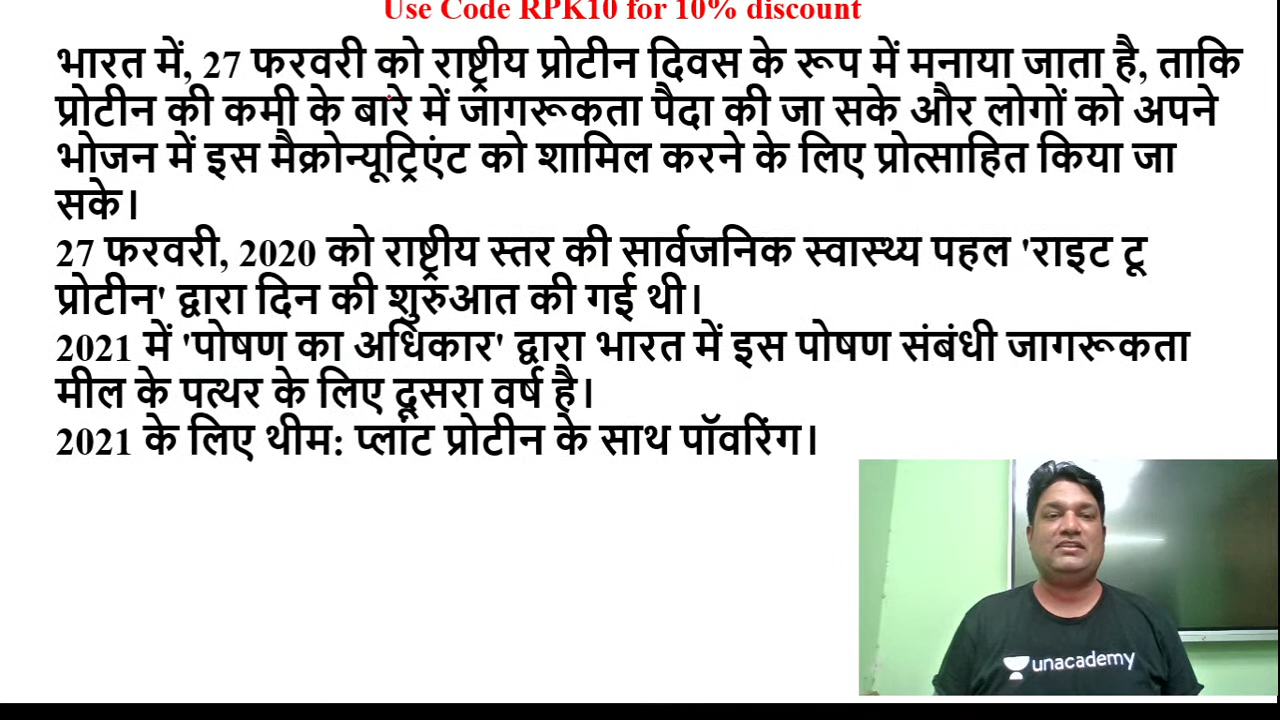 Use Code RPK10 for 10% discount
भारत में, 27 फरवरी को राष्ट्रीय प्रोटीन दिवस के रूप में मनाया जाता है, ताकि
प्रोटीन की कमी के बारे में जागरूकता पैदा की जा सके और लोगों को अपने
भोजन में इस मैक्रोन्यूट्रिएंट को शामिल करने के लिए प्रोत्साहित किया जा
सके।
27 फरवरी, 2020 को राष्ट्रीय स्तर की सार्वजनिक स्वास्थ्य पहल 'राइट टू
प्रोटीन' द्वारा दिन की शुरुआत की गई थी।
2021 में 'पोषण का अधिकार' द्वारा भारत में इस पोषण संबंधी जागरूकता
मील के पत्थर के लिए दूसरा वर्ष है।
2021 के लिए थीम: प्लांट प्रोटीन के साथ पॉवरिंग।
unacademy